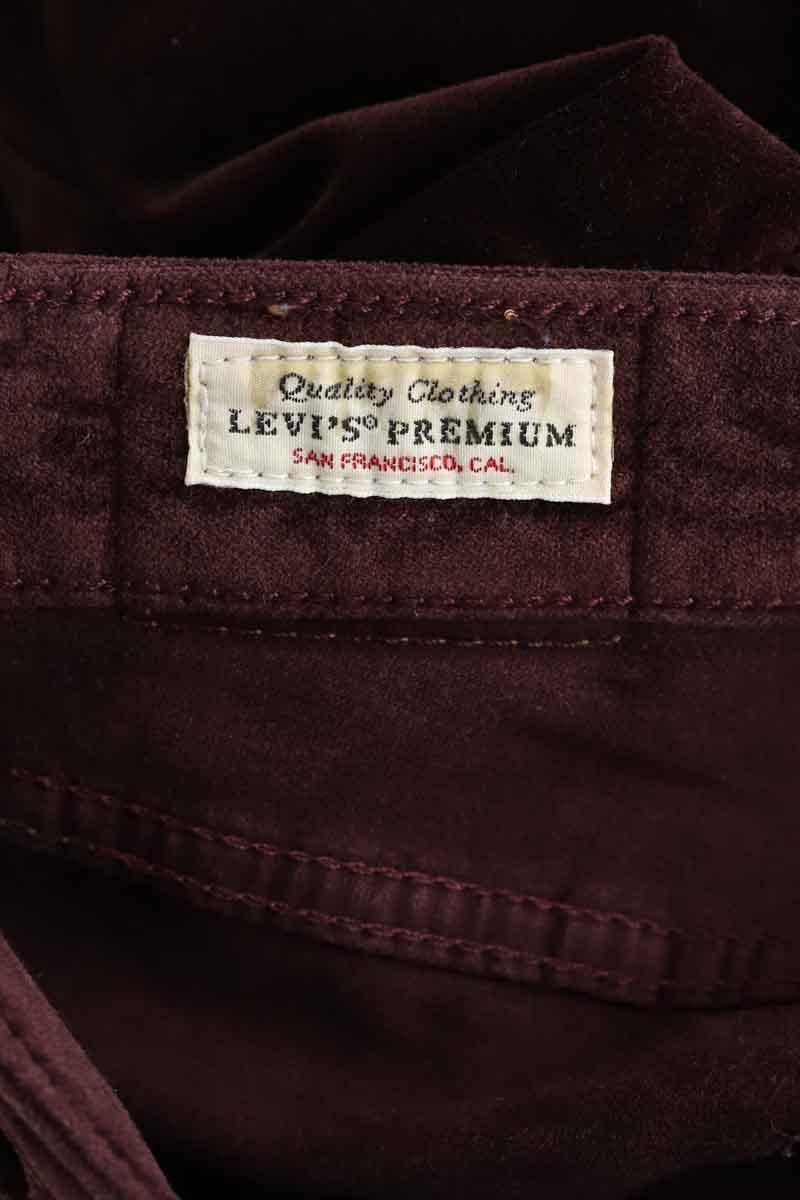 Quality Clothing
LEVI'S® PREMIUM
SAN FRANCISCO, CAL.